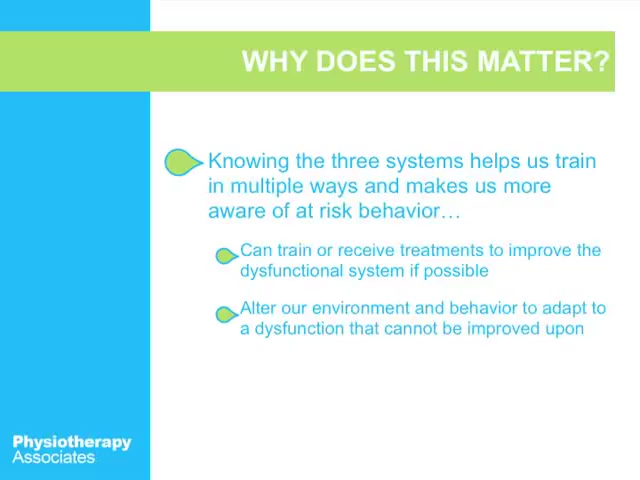 WHY DOES THIS MATTER?
Knowing the three systems helps us train
in multiple ways and makes us more
aware of at risk behavior…
Can train or receive treatments to improve the
dysfunctional system if possible
Alter our environment and behavior to adapt to
a dysfunction that cannot be improved upon
Physiotherapy
Associates